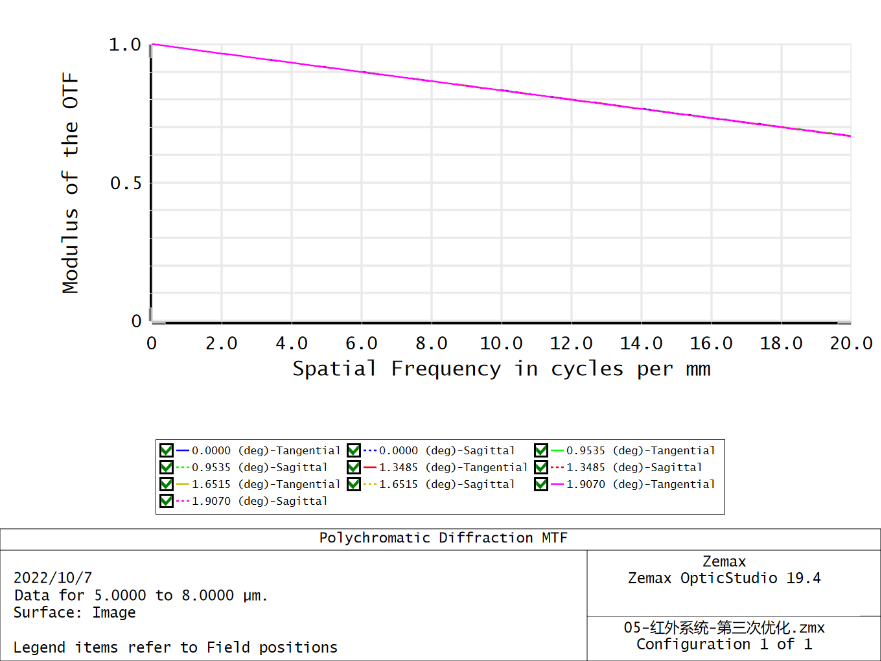 1.0
0.5
0
Modulus of the OTF
0 2.0 4.0 6.0 8.0 10.0 12.0 14.0 16.0 18.0 20.0
Spatial Frequency in cycles per mm
0.0000 (deg)-Tangential 0.0000 (deg)-Sagittal 0.9535 (deg)-Tangential
0.9535 (deg)-Sagittal 1.3485 (deg)-Tangential 1.3485 (deg)-Sagittal
1.6515 (deg)-Tangential 1.6515 (deg)-Sagittal 1.9070 (deg)-Tangential
1.9070 (deg)-Sagittal
Polychromatic Diffraction MTF
2022/10/7
Data for 5.0000 to 8.0000 µm.
Surface: Image
Legend items refer to Field positions
Zemax
Zemax OpticStudio 19.4
05-红外系统-第三次优化.zmx
Configuration 1 of 1